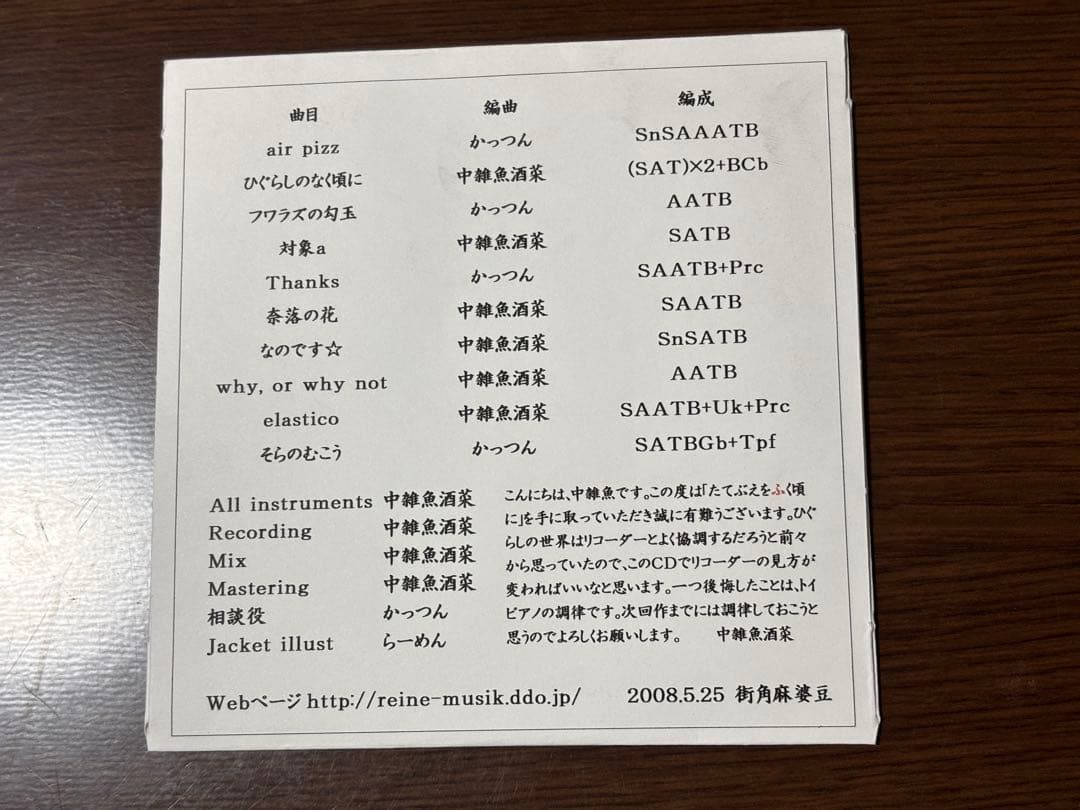 曲目 編曲 編成
air pizz かっつん SnSAAATB
ひぐらしのなく頃に 中雑魚酒菜 (SAT)×2+BCb
フワラズの勾玉 かっつん AATB
対象a 中雑魚酒菜 SATB
Thanks かっつん SAATB+Prc
奈落の花 中雑魚酒菜 SAATB
なのです☆ 中雑魚酒菜 SnSATB
why, or why not 中雑魚酒菜 AATB
elastico 中雑魚酒菜 SAATB+Uk+Prc
そらのむこう かっつん SATBGb+Tpf
All instruments 中雑魚酒菜
Recording 中雑魚酒菜
Mix 中雑魚酒菜
Mastering 中雑魚酒菜
相談役 かっつん
Jacket illust らーめん
こんにちは、中雑魚です。この度は「たてぶえをふく頃
に」を手に取っていただき誠に有難うございます。ひぐ
らしの世界はリコーダーとよく協調するだろうと前々
から思っていたので、このCDでリコーダーの見方が
変わればいいなと思います。一つ後悔したことは、トイ
ピアノの調律です。次回作までには調律しておこうと
思うのでよろしくお願いします。 中雑魚酒菜
Webページ http://reine-musik.ddo.jp/ 2008.5.25 街角麻婆豆